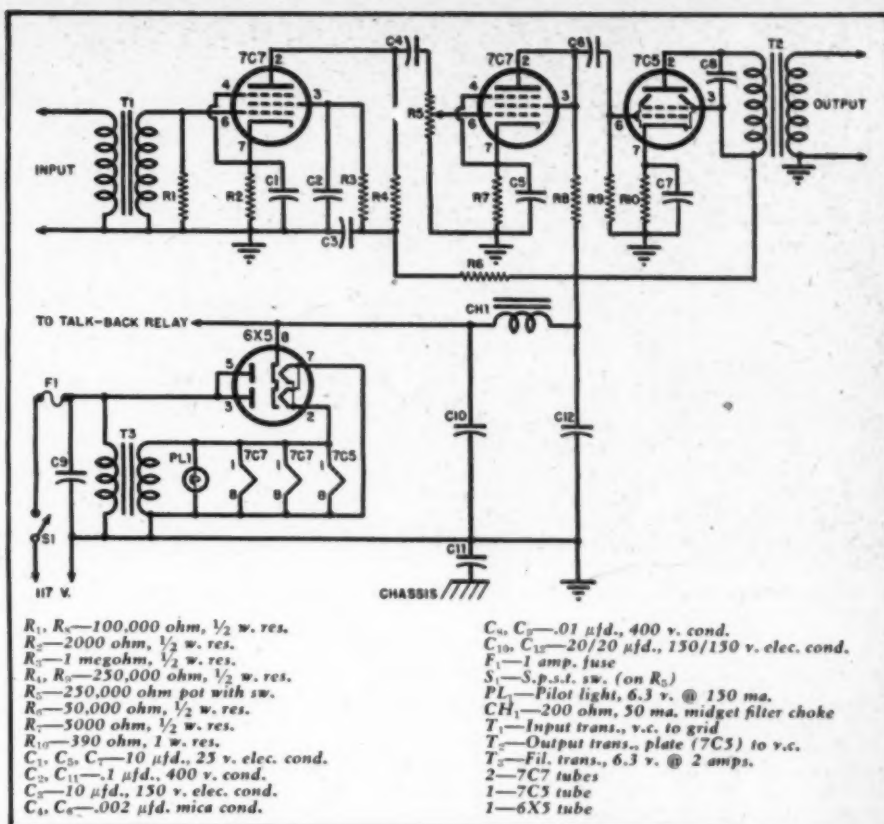 7C7 2
C4
7C7 2
C6
7C5 2
C8
T2
T1
4
3
6
7
R5
4
3
6
7
6
3
7
INPUT
OUTPUT
R1
R2
C1
C2
R3
R4
C3
R7
C5
R8
R9
R10
C7
R6
CH1
TO TALK-BACK RELAY
6X5 8
5
7
3
2
F1
C9
T3
PL1
7C7
7C7
7C5
1
1
1
8
8
8
C10
C12
S1
C11
117 V.
CHASSIS
R1, R8—100,000 ohm, ½ w. res.
R2—2000 ohm, ½ w. res.
R3—1 megohm, ½ w. res.
R4, R9—250,000 ohm, ½ w. res.
R5—250,000 ohm pot with sw.
R6—50,000 ohm, ½ w. res.
R7—5000 ohm, ½ w. res.
R10—390 ohm, 1 w. res.
C1, C5, C7—10 μfd., 25 v. elec. cond.
C2, C11—.1 μfd., 400 v. cond.
C3—10 μfd., 150 v. elec. cond.
C4, C6—.002 μfd. mica cond.
C8, C9—.01 μfd., 400 v. cond.
C10, C12—20/20 μfd., 150/150 v. elec. cond.
F1—1 amp. fuse
S1—S.p.s.t. sw. (on R5)
PL1—Pilot light, 6.3 v. @ 150 ma.
CH1—200 ohm, 50 ma. midget filter choke
T1—Input trans., v.c. to grid
T2—Output trans., plate (7C5) to v.c.
T3—Fil. trans., 6.3 v. @ 2 amps.
2—7C7 tubes
1—7C5 tube
1—6X5 tube